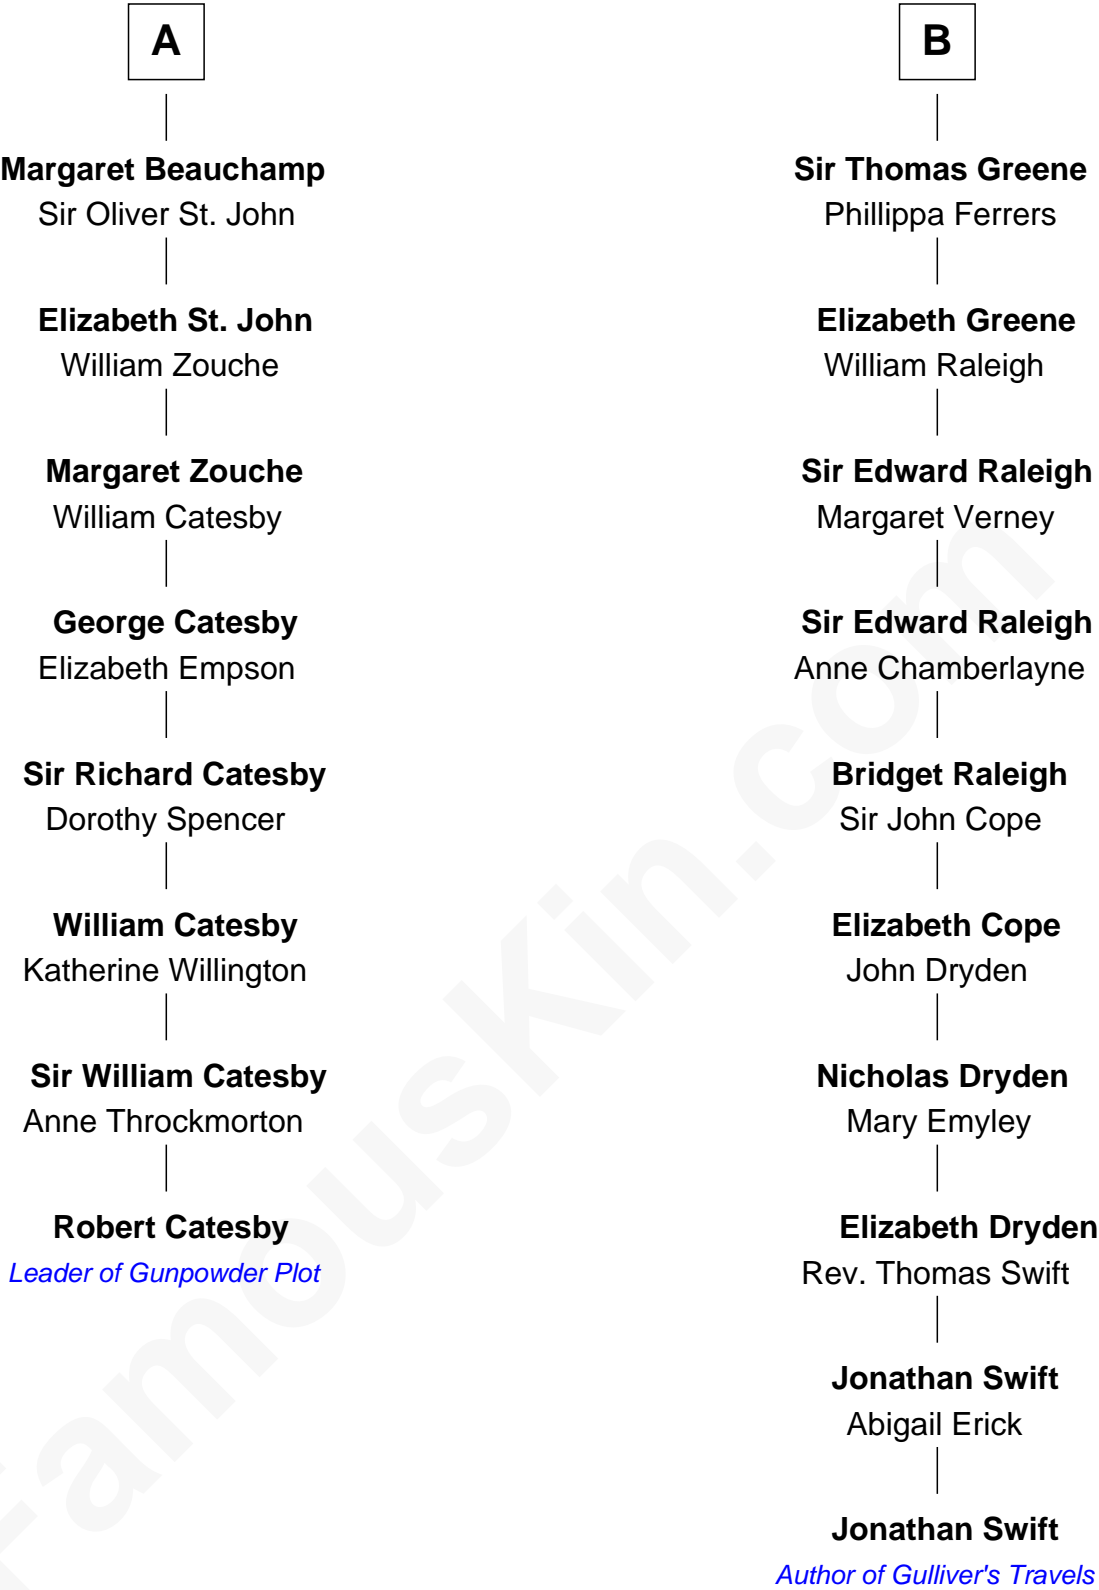 A
Margaret Beauchamp
Sir Oliver St. John
Elizabeth St. John
William Zouche
Margaret Zouche
William Catesby
George Catesby
Elizabeth Empson
Sir Richard Catesby
Dorothy Spencer
William Catesby
Katherine Willington
Sir William Catesby
Anne Throckmorton
Robert Catesby
Leader of Gunpowder Plot
B
Sir Thomas Greene
Phillippa Ferrers
Elizabeth Greene
William Raleigh
Sir Edward Raleigh
Margaret Verney
Sir Edward Raleigh
Anne Chamberlayne
Bridget Raleigh
Sir John Cope
Elizabeth Cope
John Dryden
Nicholas Dryden
Mary Emyley
Elizabeth Dryden
Rev. Thomas Swift
Jonathan Swift
Abigail Erick
Jonathan Swift
Author of Gulliver's Travels
FamousKin.com